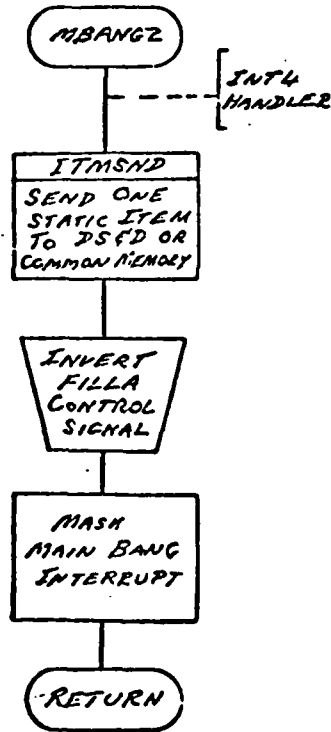 MBANG2
INT4
HANDLER
ITMSND
SEND ONE
STATIC ITEM
TO DS&D OR
COMMON MEMORY
INVERT
FILLA
CONTROL
SIGNAL
MASK
MAIN BANG
INTERRUPT
RETURN